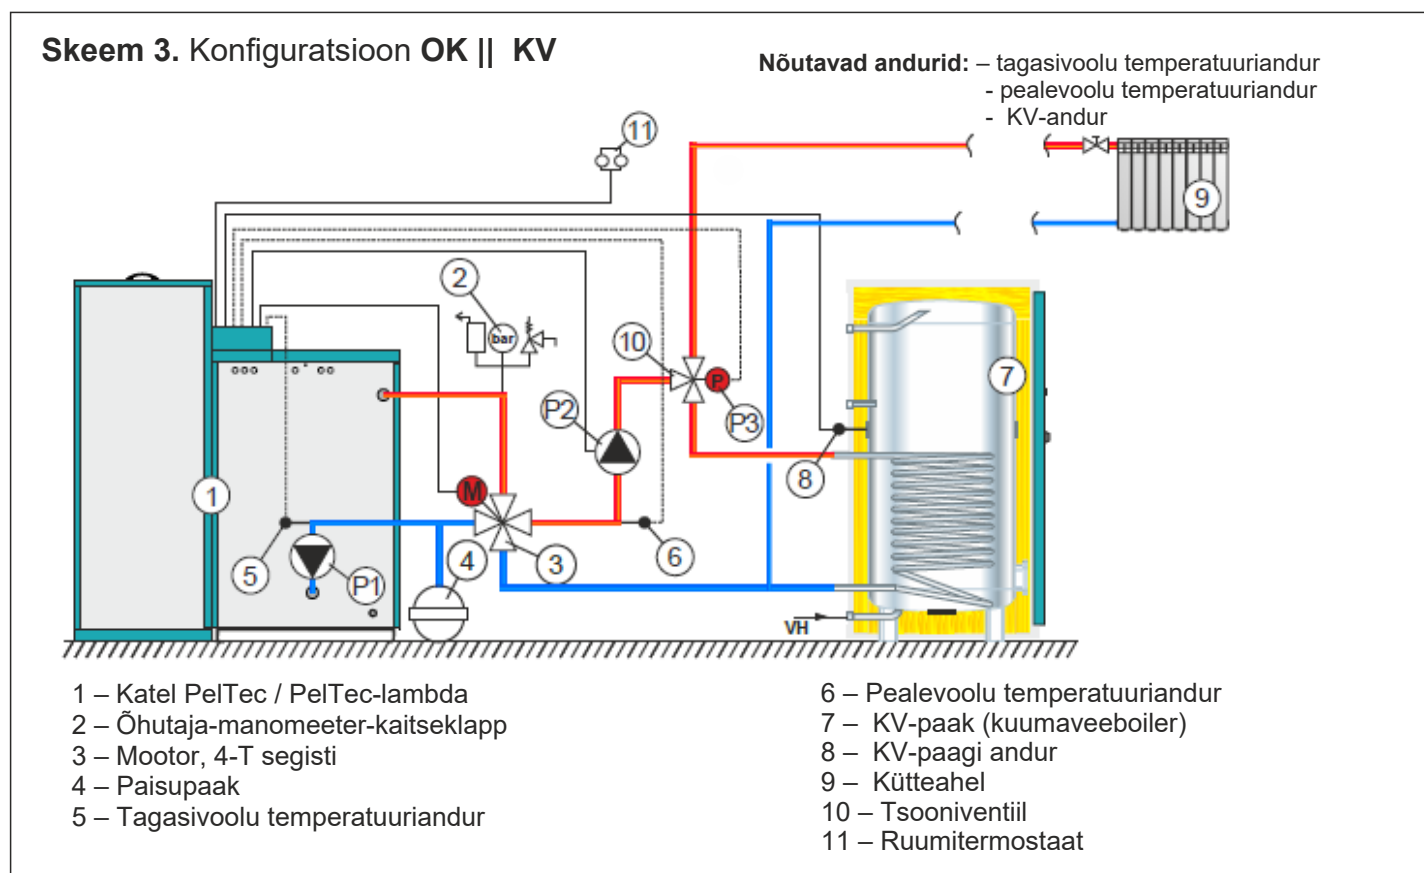 Skeem 3. Konfiguratsioon OK || KV
Nõutavad andurid: – tagasivoolu temperatuuriandur
- pealevoolu temperatuuriandur
- KV-andur
11
9
2
bar
10
P
P2
P3
7
8
1
M
5
P1
4
3
6
VH
1 – Katel PelTec / PelTec-lambda
2 – Õhutaja-manomeeter-kaitseklapp
3 – Mootor, 4-T segisti
4 – Paisupaak
5 – Tagasivoolu temperatuuriandur
6 – Pealevoolu temperatuuriandur
7 – KV-paak (kuumaveeboiler)
8 – KV-paagi andur
9 – Kütteahel
10 – Tsooniventiil
11 – Ruumitermostaat